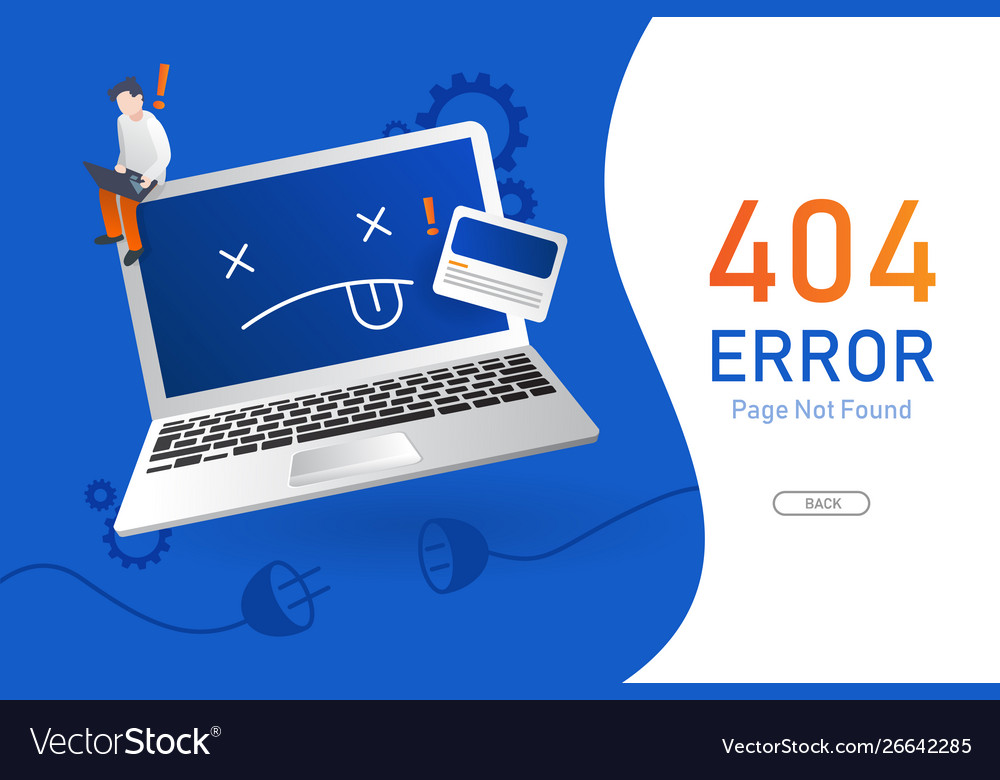 404
ERROR
Page Not Found
BACK
VectorStock®
VectorStock.com/26642285